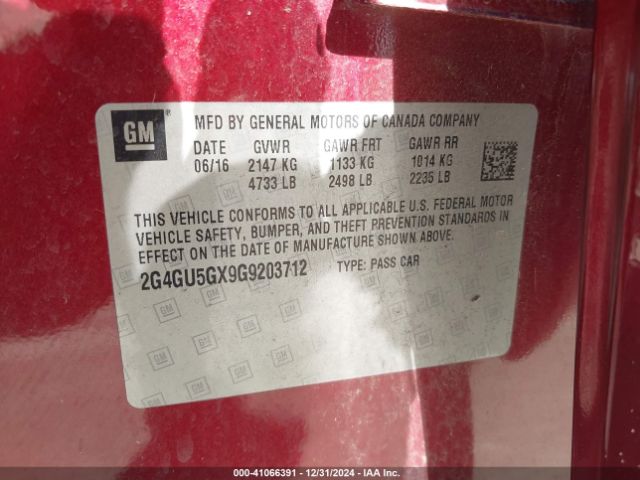 GM ®
MFD BY GENERAL MOTORS OF CANADA COMPANY
DATE GVWR GAWR FRT GAWR RR
06/16 2147 KG 1133 KG 1014 KG
4733 LB 2498 LB 2235 LB
THIS VEHICLE CONFORMS TO ALL APPLICABLE U.S. FEDERAL MOTOR
VEHICLE SAFETY, BUMPER, AND THEFT PREVENTION STANDARDS IN
EFFECT ON THE DATE OF MANUFACTURE SHOWN ABOVE.
2G4GU5GX9G9203712 TYPE: PASS CAR
000-41066391 - 12/31/2024 - IAA Inc.